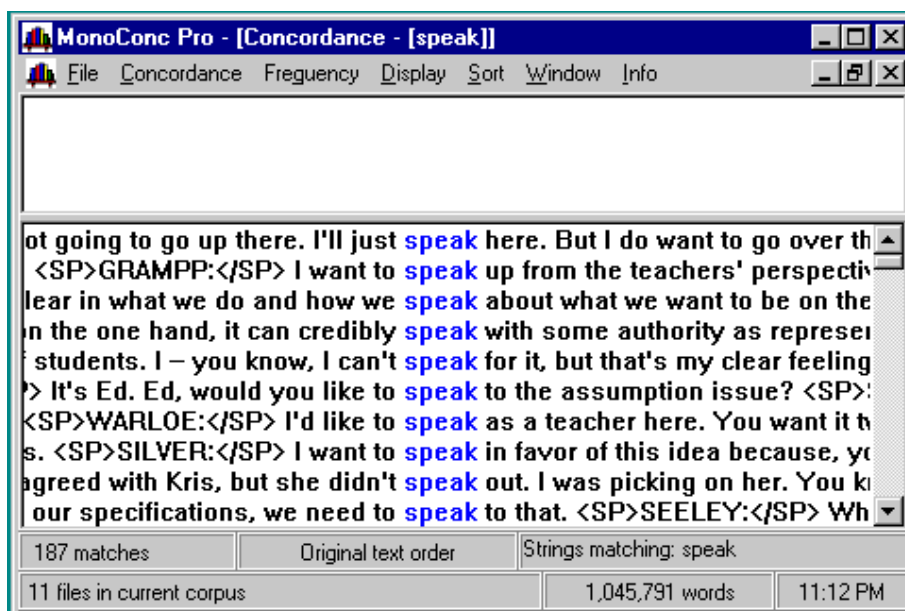 MonoConc Pro - [Concordance - [speak]]
File Concordance Freguency Display Sort Window Info
ot going to go up there. I'll just speak here. But I do want to go over th
<SP>GRAMPP:</SP> I want to speak up from the teachers' perspectiv
lear in what we do and how we speak about what we want to be on the
n the one hand, it can credibly speak with some authority as represen
f students. I – you know, I can't speak for it, but that's my clear feeling
P> It's Ed. Ed, would you like to speak to the assumption issue? <SP>S
<SP>WARLOE:</SP> I'd like to speak as a teacher here. You want it tw
s. <SP>SILVER:</SP> I want to speak in favor of this idea because, yo
agreed with Kris, but she didn't speak out. I was picking on her. You kn
our specifications, we need to speak to that. <SP>SEELEY:</SP> Wh
187 matches Original text order Strings matching: speak
11 files in current corpus 1,045,791 words 11:12 PM